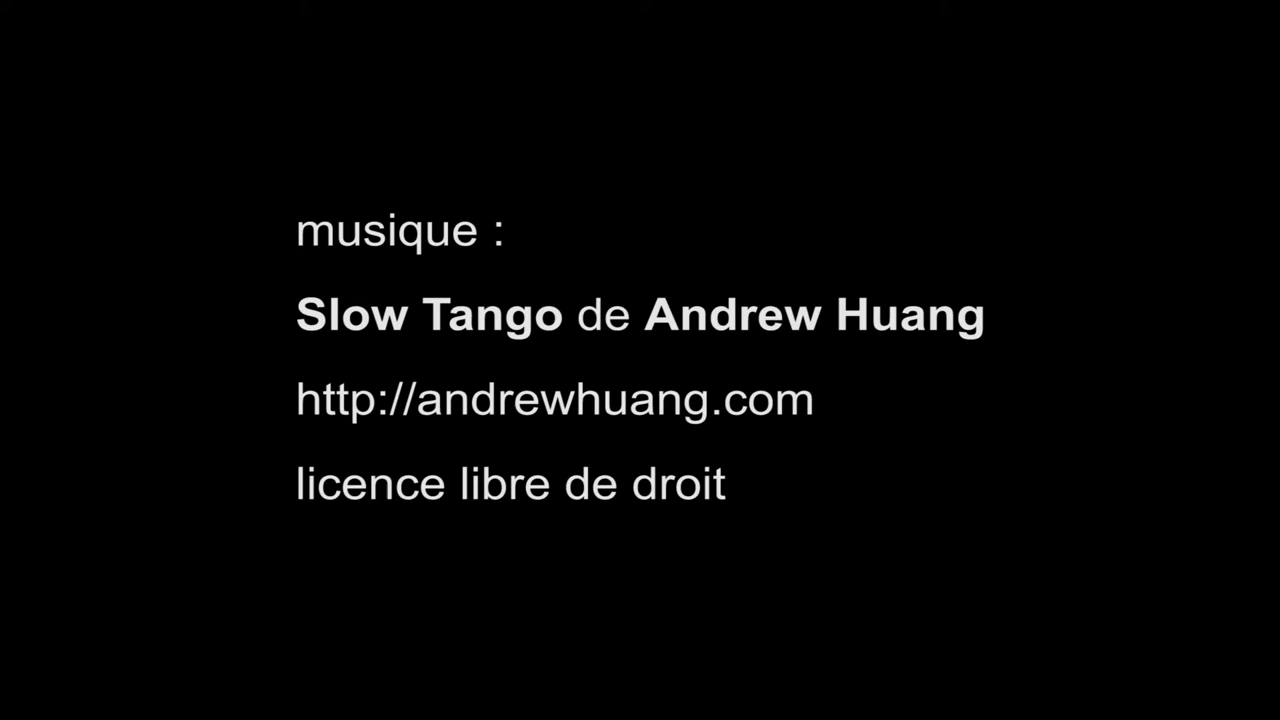 musique :
Slow Tango de Andrew Huang
http://andrewhuang.com
licence libre de droit